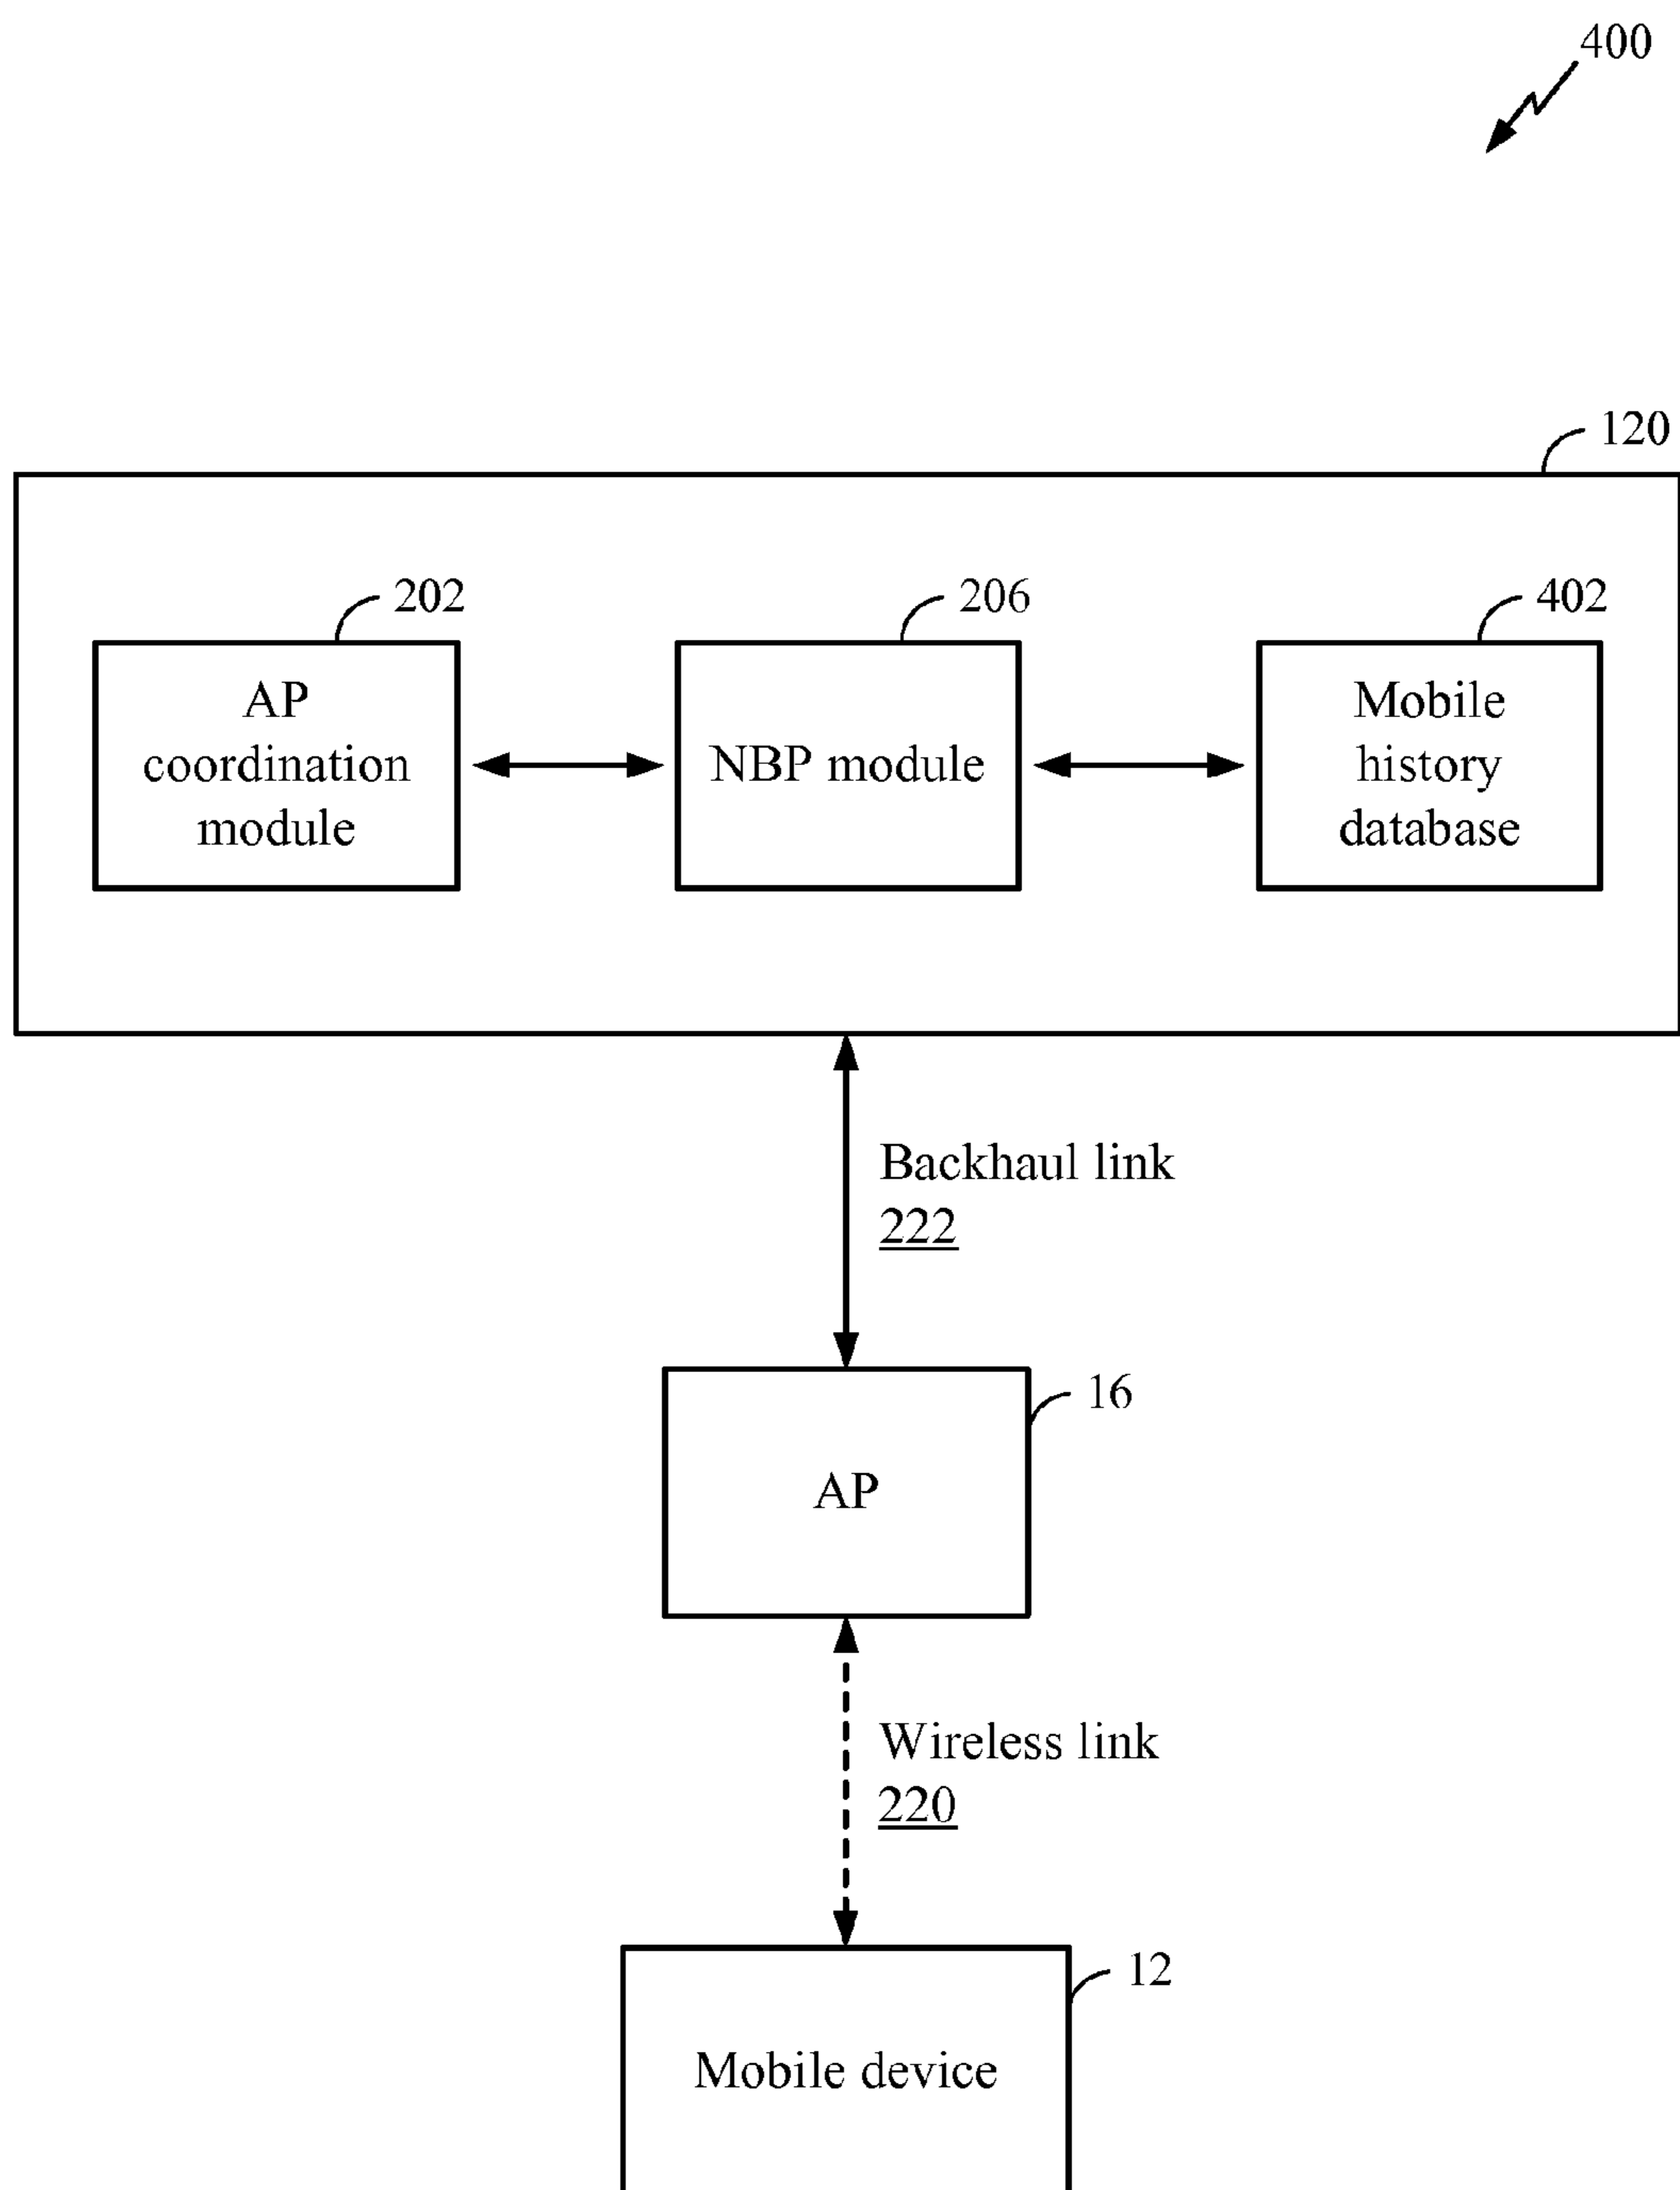 400
120
202
206
402
AP
coordination
module
NBP module
Mobile
history
database
Backhaul link
222
16
AP
Wireless link
220
12
Mobile device